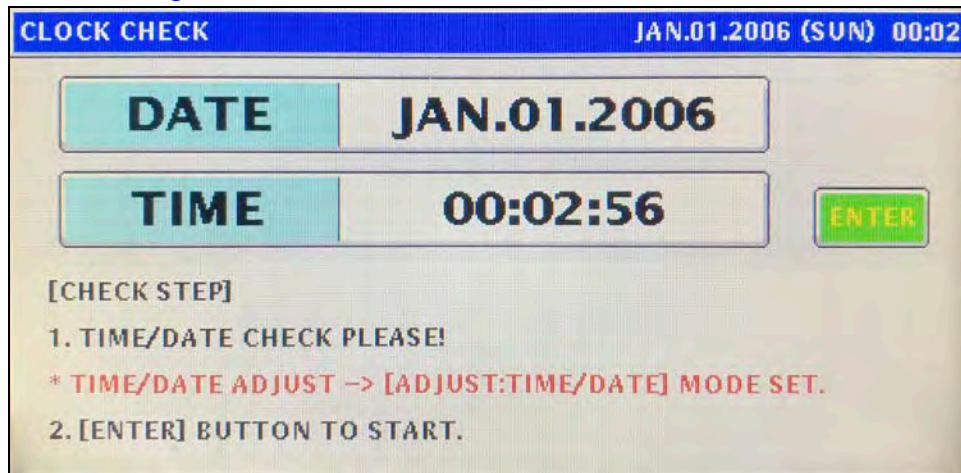 CLOCK CHECK JAN.01.2006 (SUN) 00:02
DATE JAN.01.2006
TIME 00:02:56
ENTER
[CHECK STEP]
1. TIME/DATE CHECK PLEASE!
* TIME/DATE ADJUST -> [ADJUST:TIME/DATE] MODE SET.
2. [ENTER] BUTTON TO START.